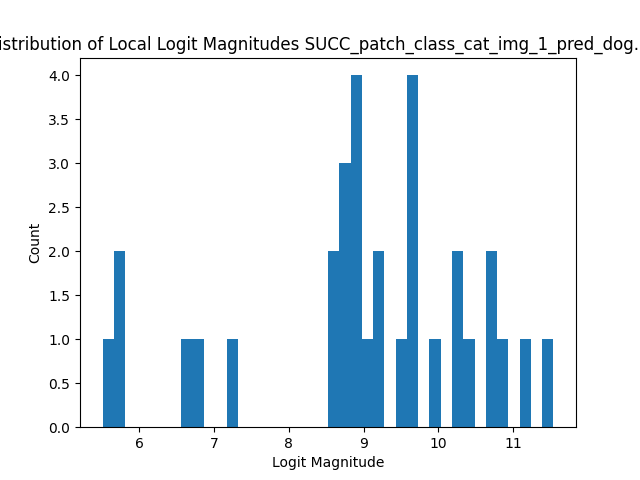 istribution of Local Logit Magnitudes SUCC_patch_class_cat_img_1_pred_dog.
4.0
3.5
3.0
2.5
2.0
1.5
1.0
0.5
0.0
Count
6 7 8 9 10 11
Logit Magnitude